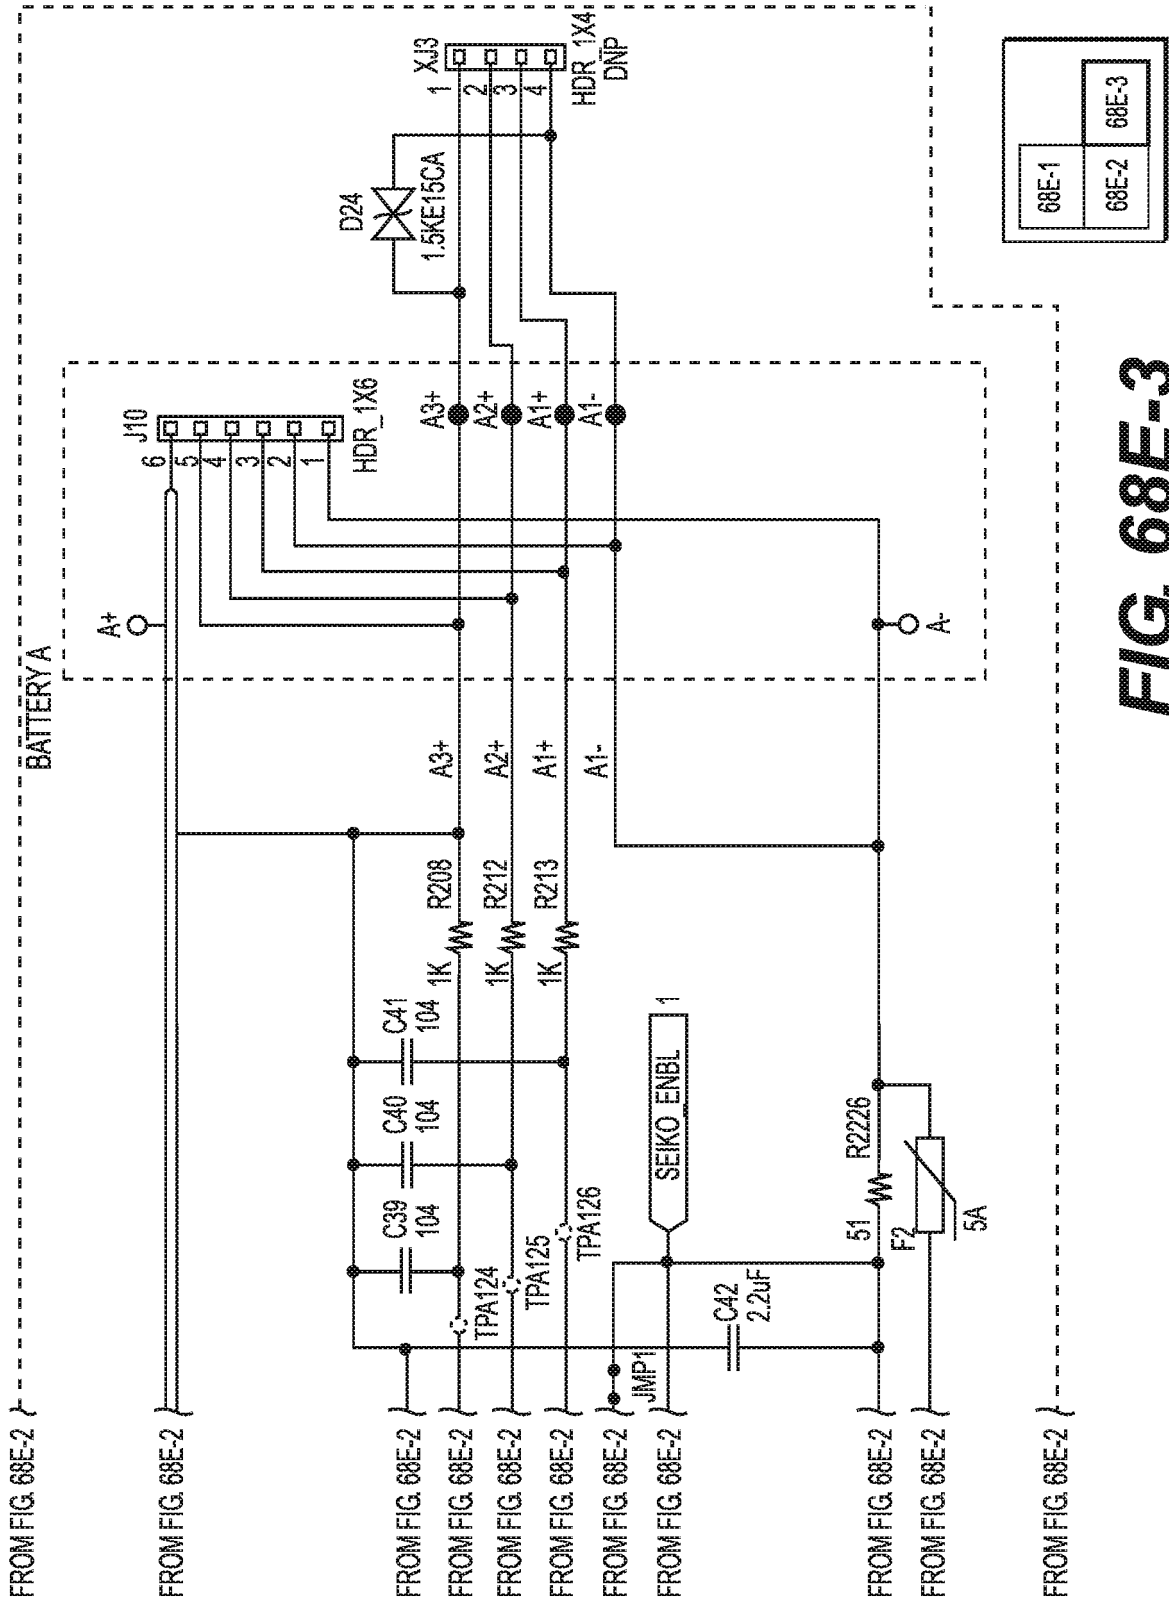 BATTERY A
XJ3
1
2
3
4
HDR_1X4
DNP
D24
1.5KE15CA
J10
6
5
4
3
2
1
HDR_1X6
A+
A3+
A2+
A1+
A1-
A-
A3+
A2+
A1+
A1-
R208
1K
R212
1K
R213
1K
C41
104
C40
104
C39
104
TPA124
TPA125
TPA126
SEIKO_ENBL
1
JMP1
C42
2.2uF
R2226
51
F2
5A
FROM FIG. 68E-2
FROM FIG. 68E-2
FROM FIG. 68E-2
FROM FIG. 68E-2
FROM FIG. 68E-2
FROM FIG. 68E-2
FROM FIG. 68E-2
FROM FIG. 68E-2
FROM FIG. 68E-2
FROM FIG. 68E-2
FROM FIG. 68E-2
68E-1
68E-2
68E-3
FIG. 68E-3